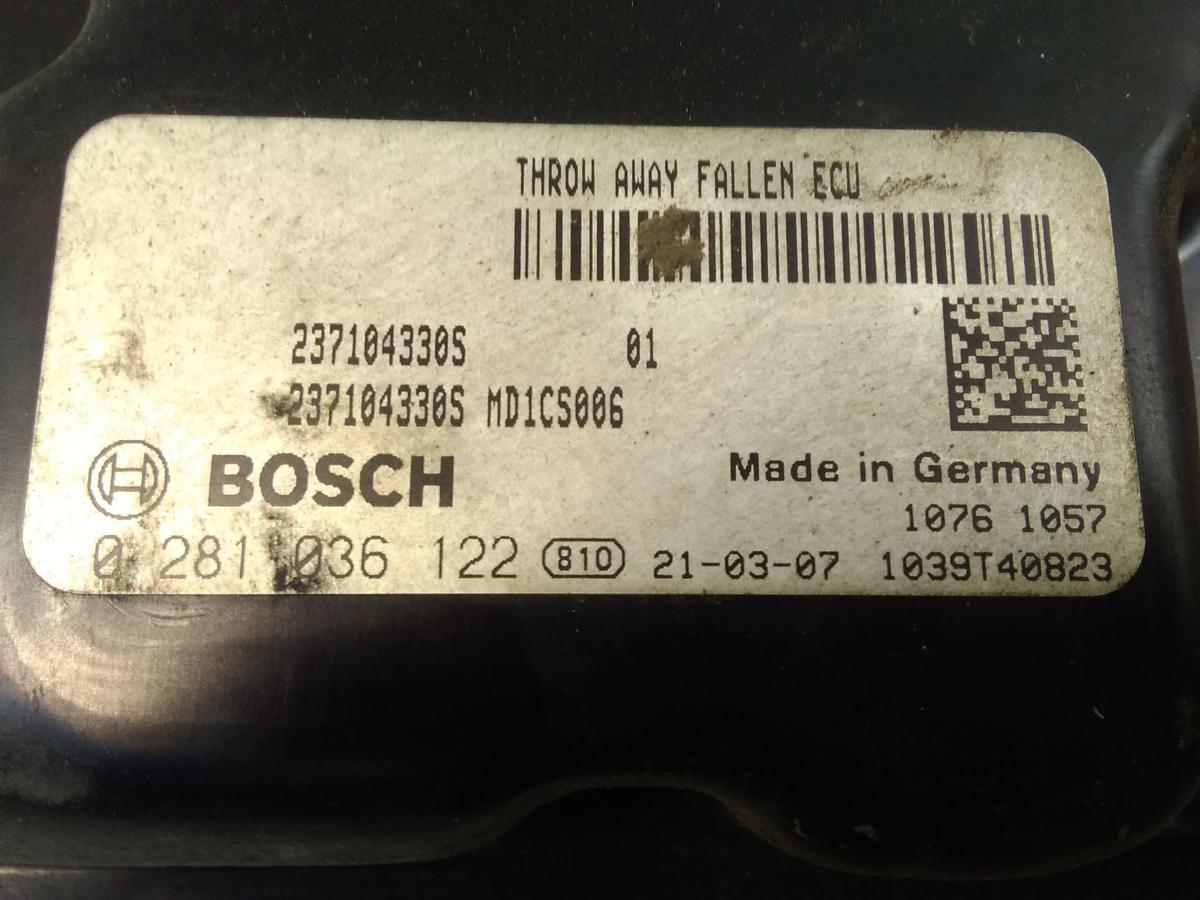 THROW AWAY FALLEN ECU
237104330S 01
237104330S MD1CS006
BOSCH
Made in Germany
1076 1057
0 281 036 122 810 21-03-07 1039T40823